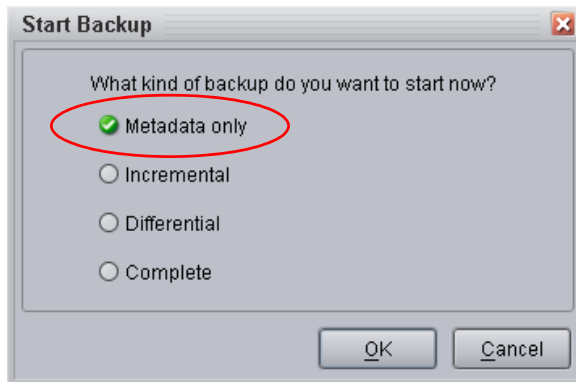 Start Backup
What kind of backup do you want to start now?
Metadata only
Incremental
Differential
Complete
OK
Cancel